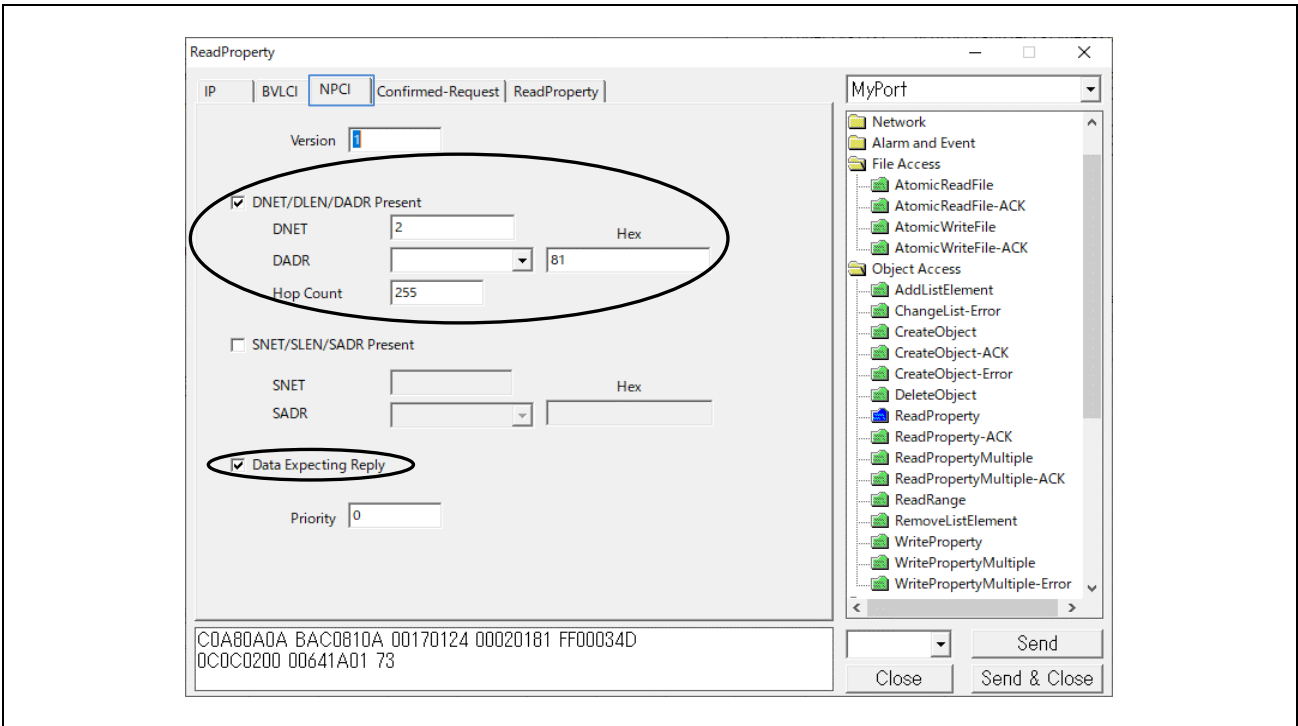 ReadProperty
IP BVLCI NPCI Confirmed-Request ReadProperty
Version 1
DNET/DLEN/DADR Present
DNET 2 Hex
DADR 81
Hop Count 255
SNET/SLEN/SADR Present
SNET Hex
SADR
Data Expecting Reply
Priority 0
C0A80A0A BAC0810A 00170124 00020181 FF00034D
0C0C0200 00641A01 73
MyPort
Network
Alarm and Event
File Access
AtomicReadFile
AtomicReadFile-ACK
AtomicWriteFile
AtomicWriteFile-ACK
Object Access
AddListElement
ChangeList-Error
CreateObject
CreateObject-ACK
CreateObject-Error
DeleteObject
ReadProperty
ReadProperty-ACK
ReadPropertyMultiple
ReadPropertyMultiple-ACK
ReadRange
RemoveListElement
WriteProperty
WritePropertyMultiple
WritePropertyMultiple-Error
Send
Close Send & Close